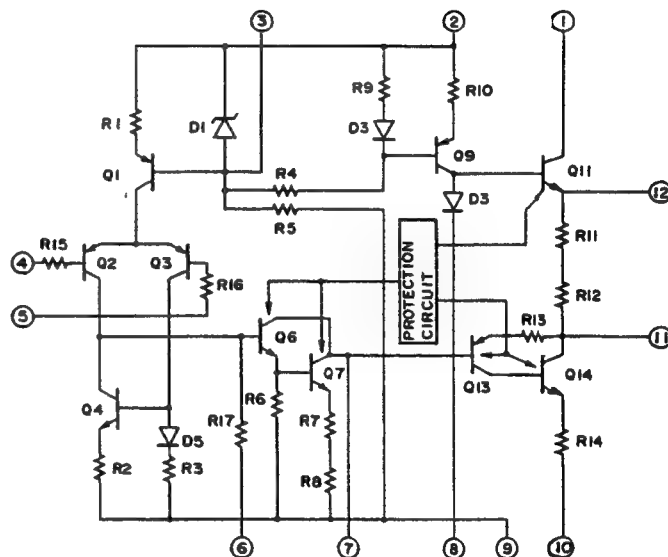 3
2
1
R1
D1
R9
R10
D3
Q1
Q9
R4
D3
Q11
12
R5
R11
4
R15
Q2
Q3
R16
PROTECTION
CIRCUIT
R12
5
R13
11
Q6
Q7
Q13
Q14
Q4
R6
R7
R17
D5
R14
R2
R3
R8
6
7
8
9
10